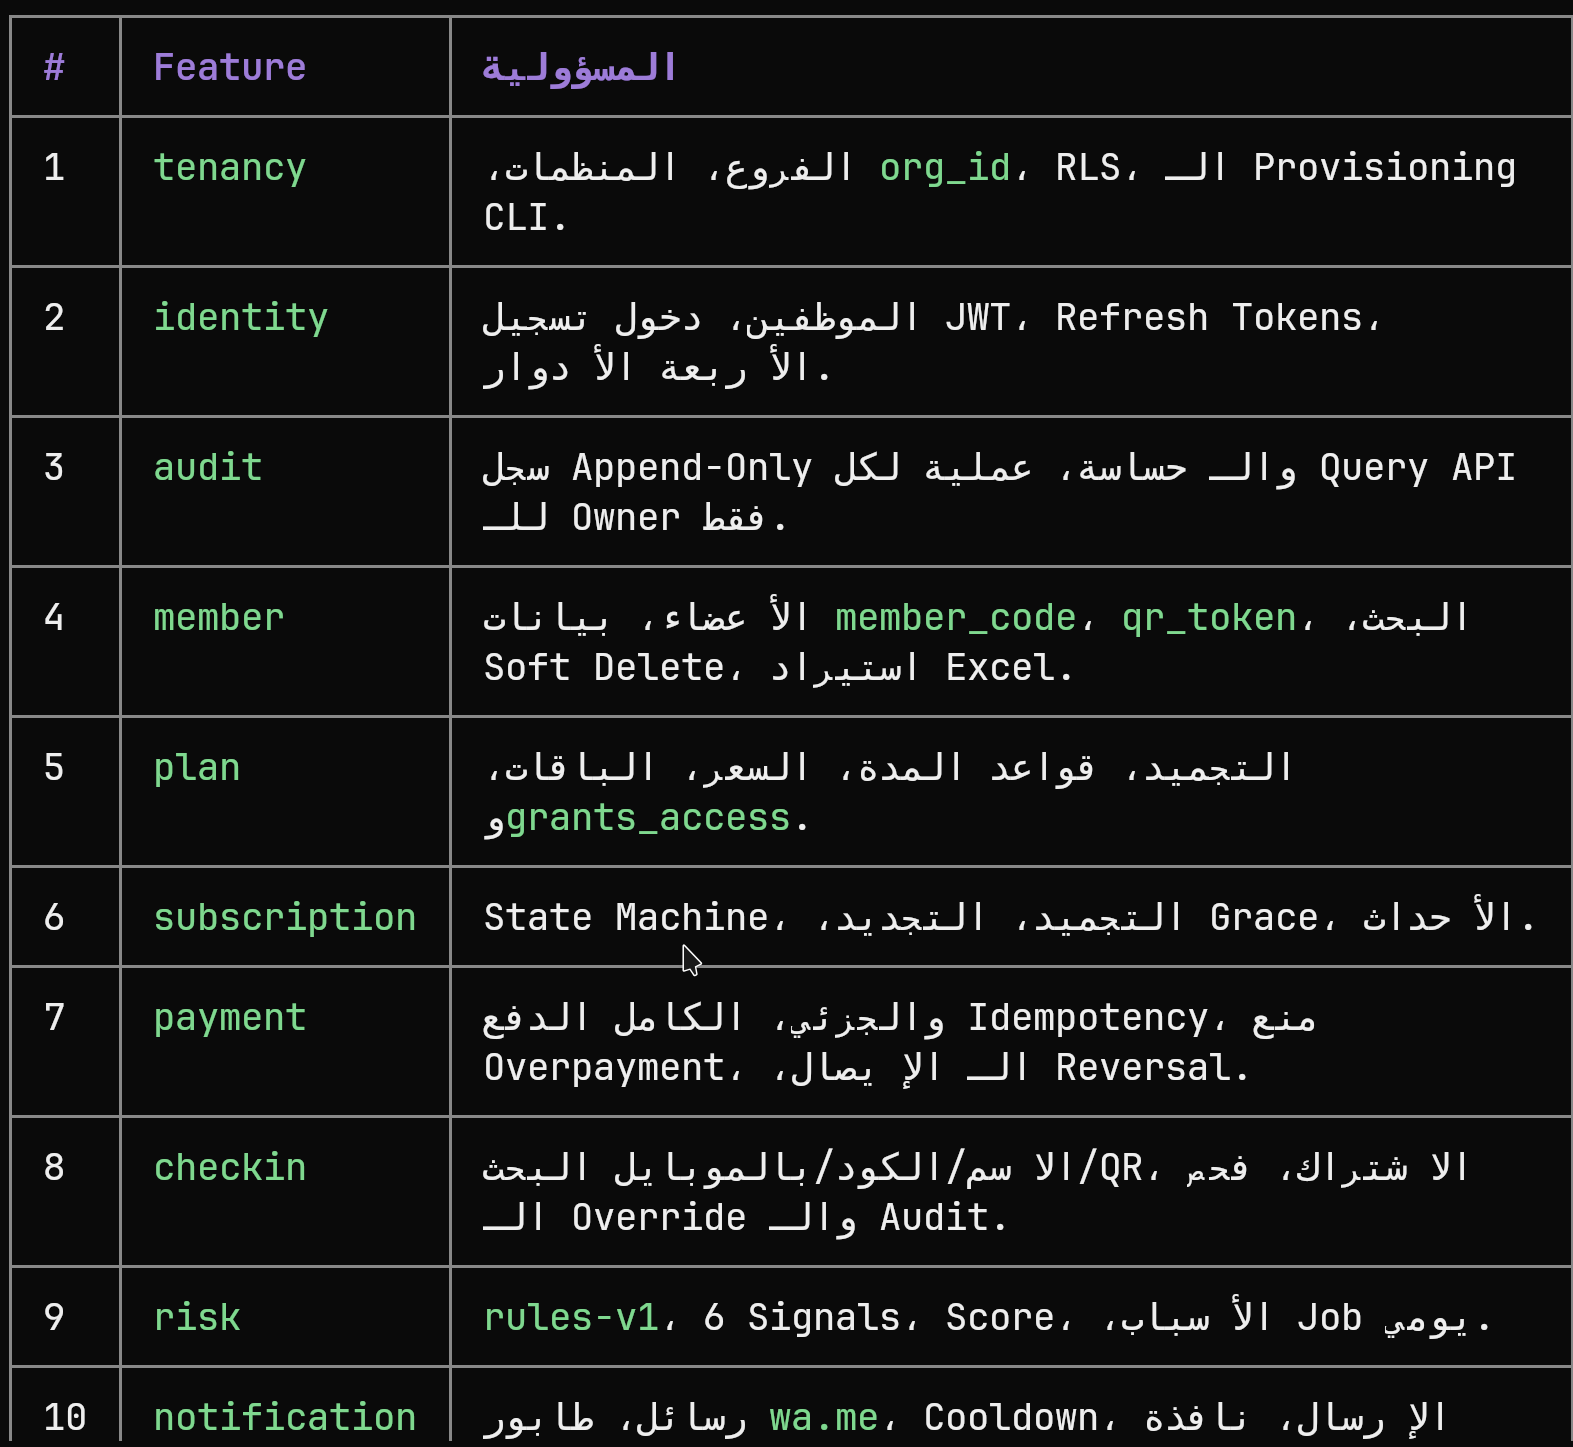 # Feature المسؤولية
1 tenancy المنظمات، الفروع، org_id، RLS، الـ Provisioning
CLI.
2 identity تسجيل دخول الموظفين، JWT، Refresh Tokens،
الأدوار الأربعة.
3 audit سجل Append-Only لكل عملية حساسة، والـ Query API
للـ Owner فقط.
4 member بيانات الأعضاء، member_code، qr_token، البحث،
Soft Delete، استيراد Excel.
5 plan الباقات، السعر، المدة، قواعد التجميد،
وgrants_access.
6 subscription State Machine، التجديد، التجميد، Grace، الأحداث.
7 payment الدفع الكامل والجزئي، Idempotency، منع
Overpayment، الإيصال، الـ Reversal.
8 checkin البحث بالموبايل/الكود/الاسم/QR، فحص الاشتراك،
الـ Override والـ Audit.
9 risk rules-v1، 6 Signals، Score، الأسباب، Job يومي.
10 notification طابور رسائل، wa.me، Cooldown، نافذة الإرسال،